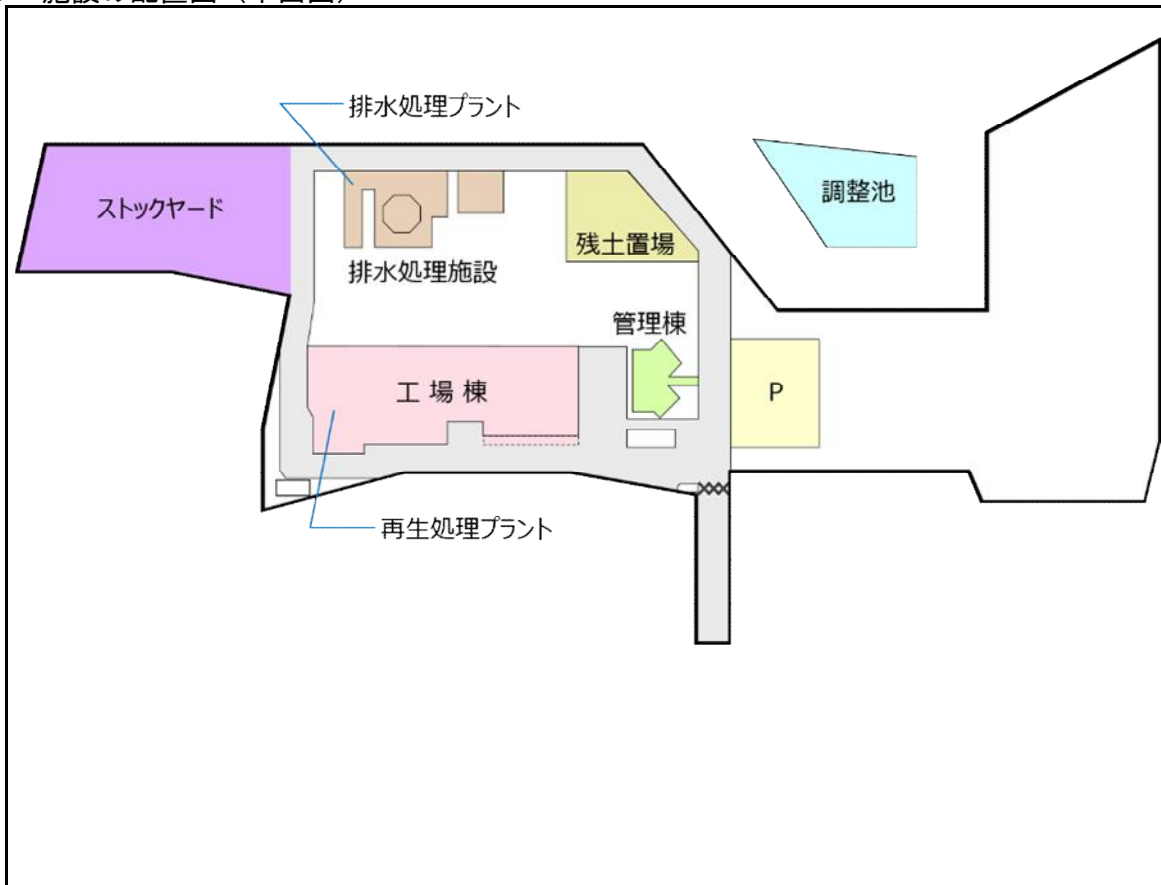 排水処理プラント
ストックヤード
調整池
残土置場
排水処理施設
管理棟
工場棟
P
再生処理プラント